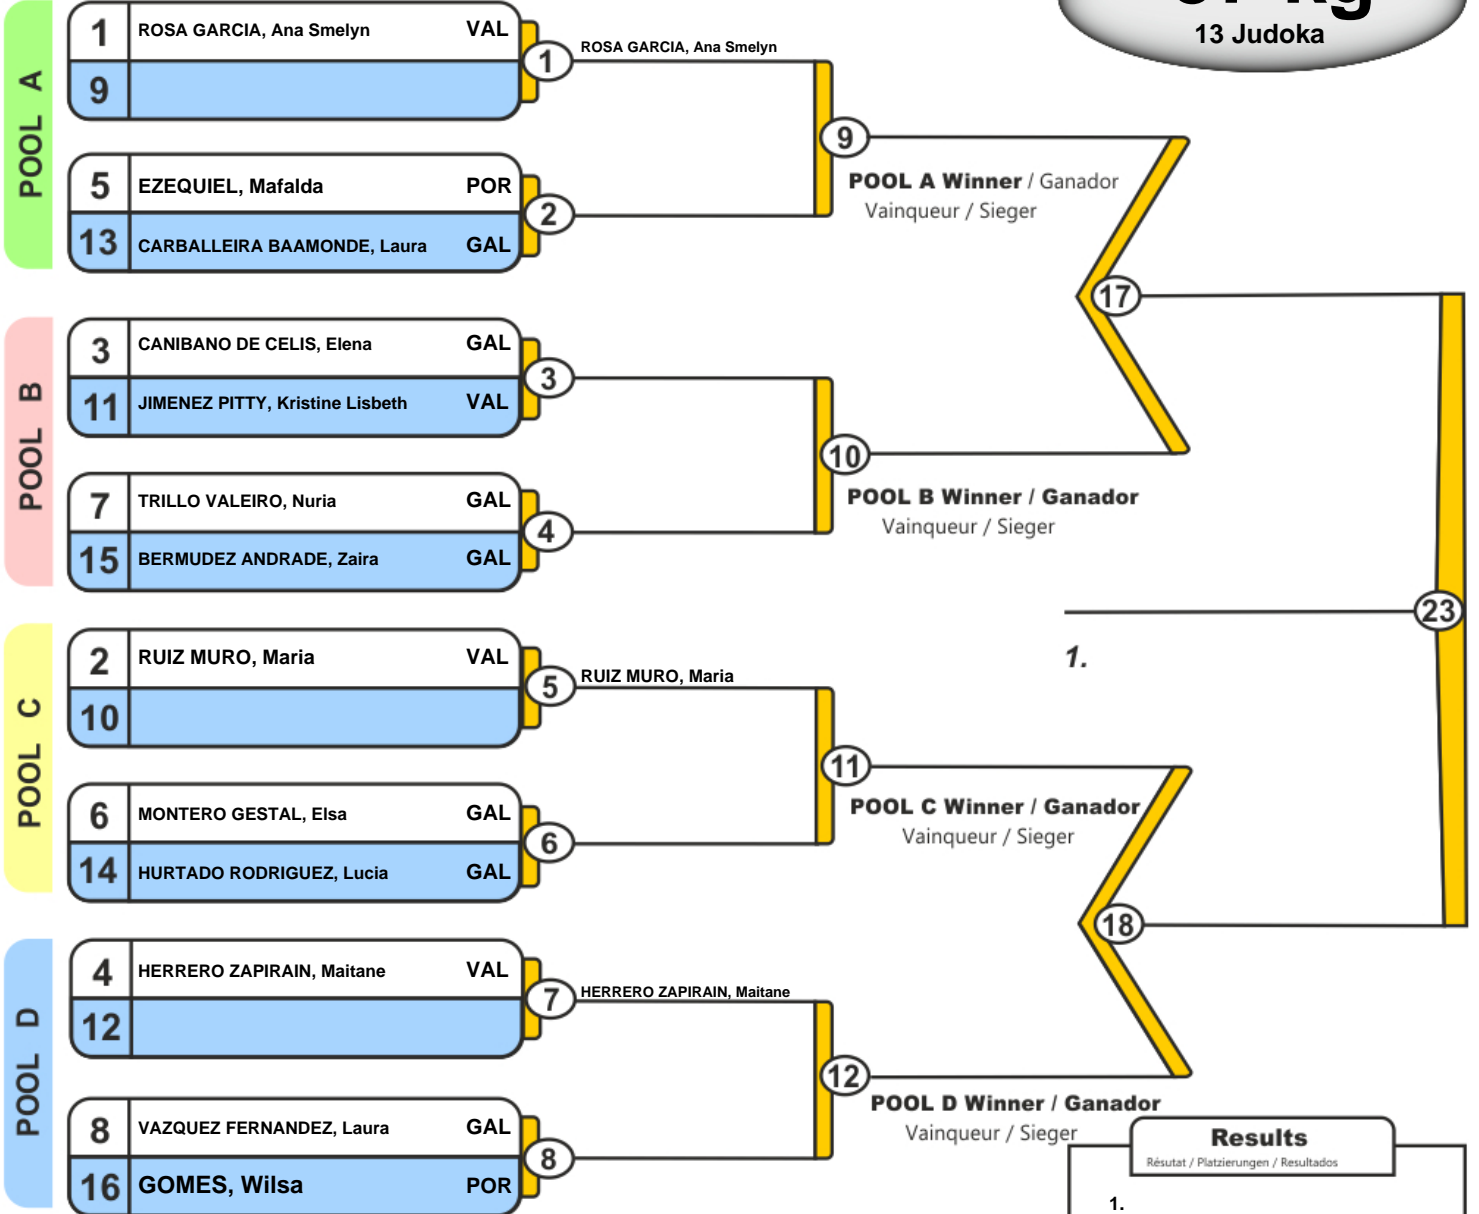 13 Judoka
POOL A
1 ROSA GARCIA, Ana Smelyn VAL
9
1
ROSA GARCIA, Ana Smelyn
5 EZEQUIEL, Mafalda POR
13 CARBALLEIRA BAAMONDE, Laura GAL
2
9
POOL A Winner / Ganador
Vainqueur / Sieger
17
POOL B
3 CANIBANO DE CELIS, Elena GAL
11 JIMENEZ PITTY, Kristine Lisbeth VAL
3
7 TRILLO VALEIRO, Nuria GAL
15 BERMUDEZ ANDRADE, Zaira GAL
4
10
POOL B Winner / Ganador
Vainqueur / Sieger
23
1.
POOL C
2 RUIZ MURO, Maria VAL
10
5
RUIZ MURO, Maria
6 MONTERO GESTAL, Elsa GAL
14 HURTADO RODRIGUEZ, Lucia GAL
6
11
POOL C Winner / Ganador
Vainqueur / Sieger
18
POOL D
4 HERRERO ZAPIRAIN, Maitane VAL
12
7
HERRERO ZAPIRAIN, Maitane
8 VAZQUEZ FERNANDEZ, Laura GAL
16 GOMES, Wilsa POR
8
12
POOL D Winner / Ganador
Vainqueur / Sieger
Results
Résutat / Platzierungen / Resultados
1.